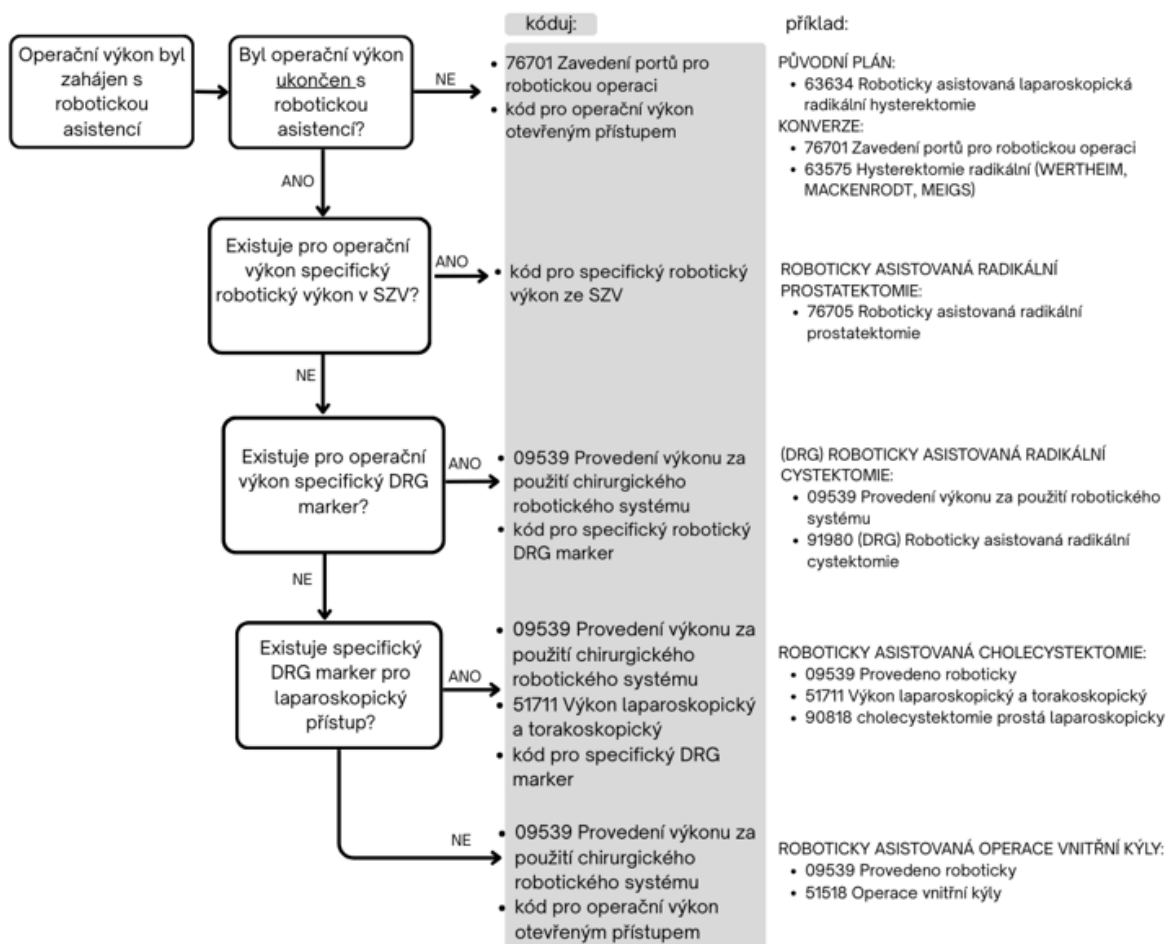 kóduj:
příklad:
Operační výkon byl
zahájen s
robotickou
asistencí
Byl operační výkon
ukončen s
robotickou
asistencí?
NE
• 76701 Zavedení portů pro
robotickou operaci
• kód pro operační výkon
otevřeným přístupem
PŮVODNÍ PLÁN:
• 63634 Roboticky asistovaná laparoskopická
radikální hysterektomie
KONVERZE:
• 76701 Zavedení portů pro robotickou operaci
• 63575 Hysterektomie radikální (WERTHEIM,
MACKENRODT, MEIGS)
ANO
Existuje pro operační
výkon specifický
robotický výkon v SZV?
ANO
• kód pro specifický robotický
výkon ze SZV
ROBOTICKY ASISTOVANÁ RADIKÁLNÍ
PROSTATEKTOMIE:
• 76705 Roboticky asistovaná radikální
prostatektomie
NE
Existuje pro operační
výkon specifický DRG
marker?
ANO
• 09539 Provedení výkonu za
použití chirurgického
robotického systému
• kód pro specifický robotický
DRG marker
(DRG) ROBOTICKY ASISTOVANÁ RADIKÁLNÍ
CYSTEKTOMIE:
• 09539 Provedení výkonu za použití robotického
systému
• 91980 (DRG) Roboticky asistovaná radikální
cystektomie
NE
Existuje specifický
DRG marker pro
laparoskopický
přístup?
ANO
• 09539 Provedení výkonu za
použití chirurgického
robotického systému
• 51711 Výkon laparoskopický
a torakoskopický
• kód pro specifický DRG
marker
ROBOTICKY ASISTOVANÁ CHOLECYSTEKTOMIE:
• 09539 Provedeno roboticky
• 51711 Výkon laparoskopický a torakoskopický
• 90818 cholecystektomie prostá laparoskopicky
NE
• 09539 Provedení výkonu za
použití chirurgického
robotického systému
• kód pro operační výkon
otevřeným přístupem
ROBOTICKY ASISTOVANÁ OPERACE VNITŘNÍ KÝLY:
• 09539 Provedeno roboticky
• 51518 Operace vnitřní kýly